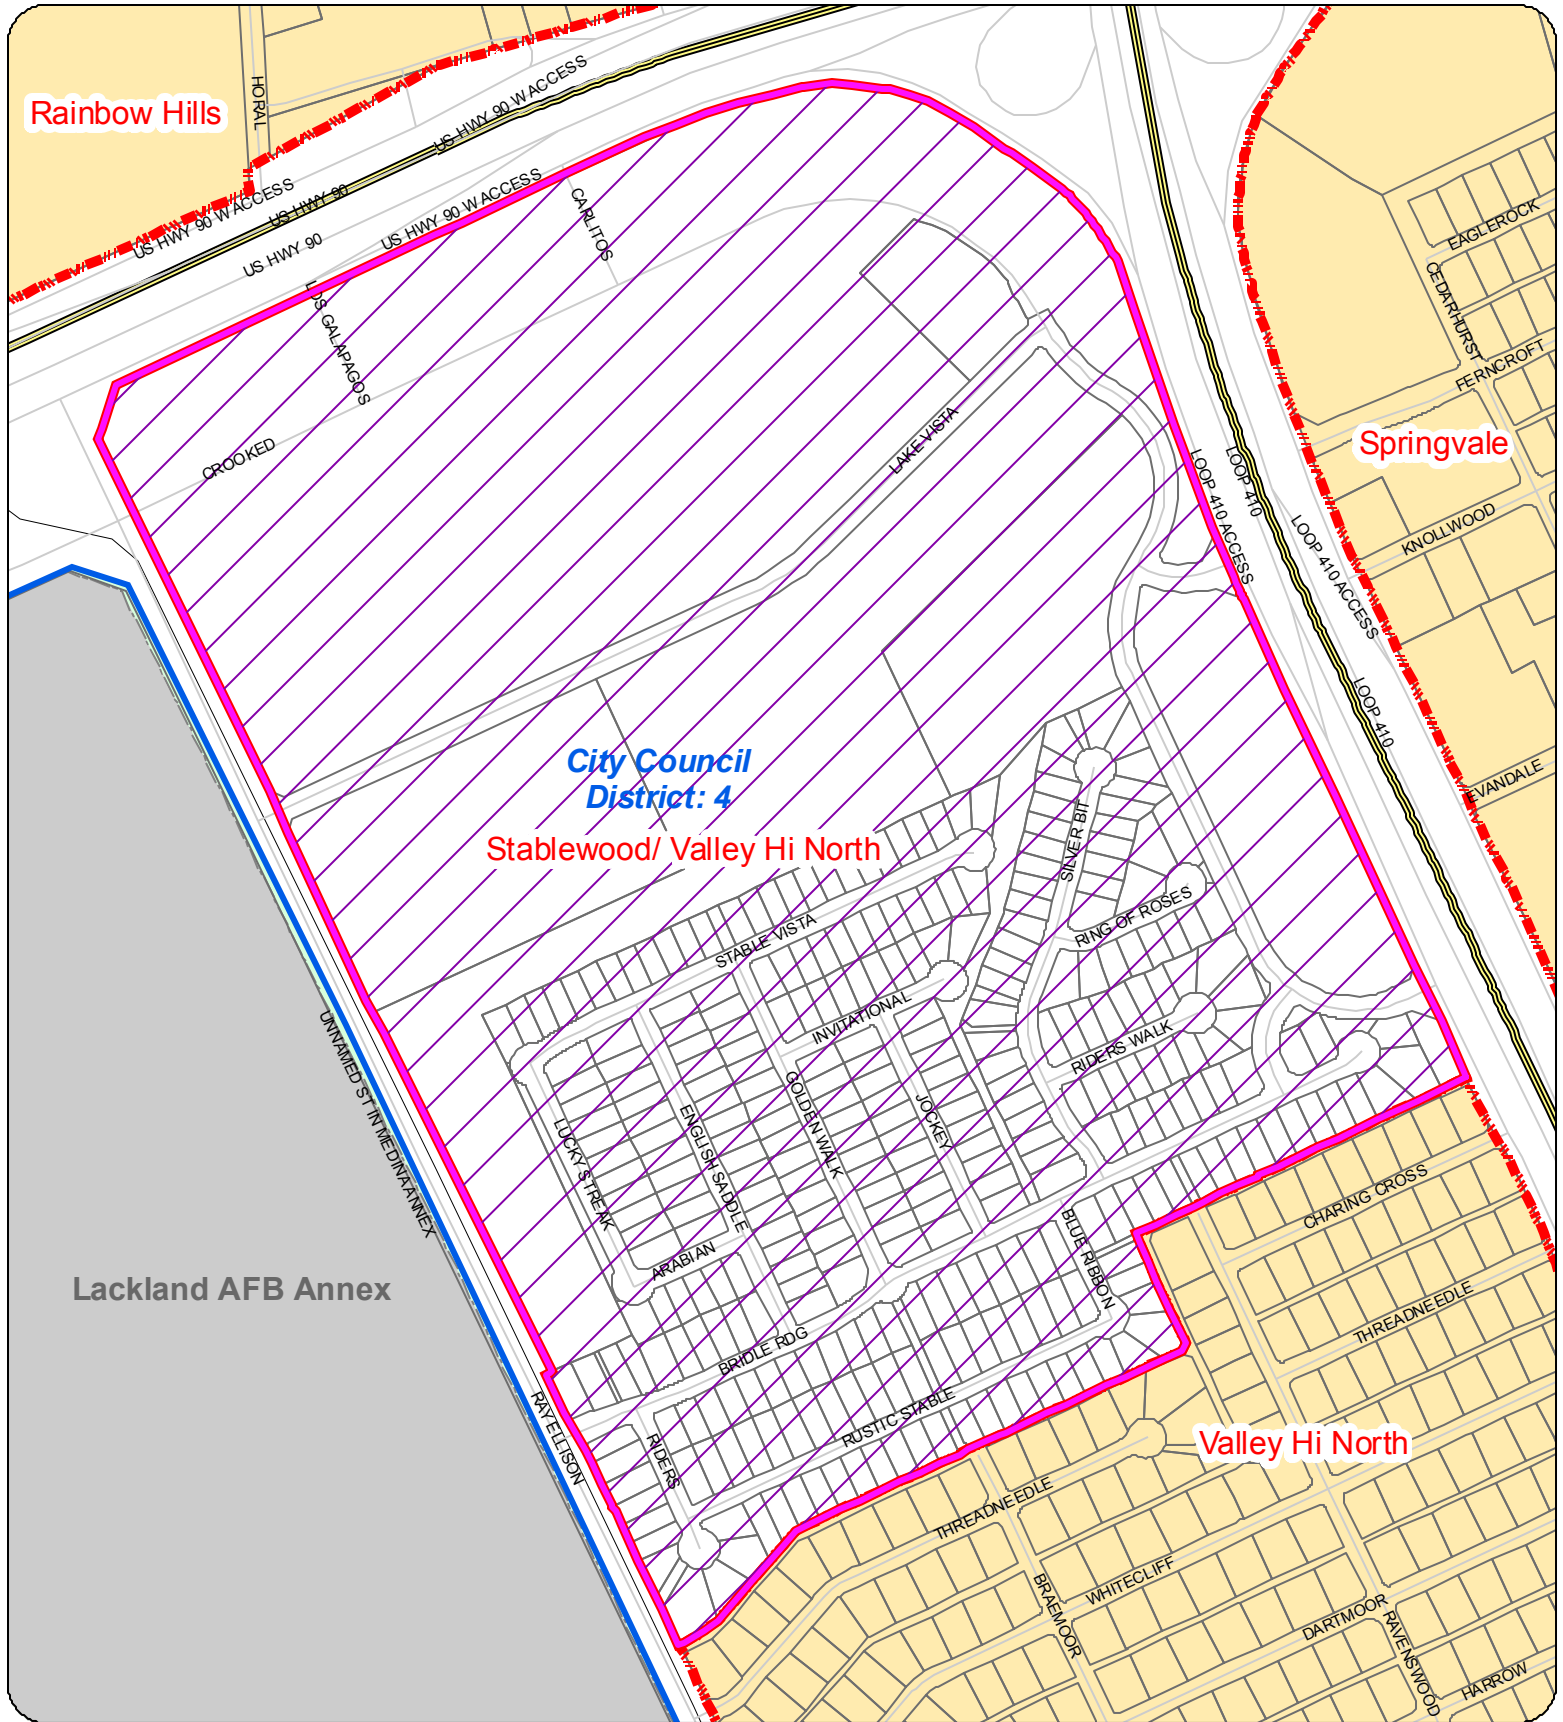 HORAL
Rainbow Hills
US HWY 90 W ACCESS
US HWY 90 W ACCESS
US HWY 90
US HWY 90 W ACCESS
US HWY 90
CARLITOS
LOS GALAPAGOS
CROOKED
LAKE VISTA
EAGLEROCK
CEDARHURST
FERNCROFT
Springvale
LOOP 410 ACCESS
LOOP 410
KNOLLWOOD
LOOP 410 ACCESS
LOOP 410
EVANDALE
City Council
District: 4
Stablewood/ Valley Hi North
SILVER BIT
RING OF ROSES
STABLE VISTA
INVITATIONAL
RIDERS WALK
UNNAMED ST IN MEDINA ANNEX
LUCKY STREAK
ENGLISH SADDLE
GOLDEN WALK
JOCKEY
ARABIAN
BLUE RIBBON
CHARING CROSS
Lackland AFB Annex
THREADNEEDLE
BRIDLE RDG
RAY ELLISON
RIDERS
RUSTIC STABLE
Valley Hi North
THREADNEEDLE
BRAEMOOR
WHITECLIFF
DARTMOOR
RAVENSWOOD
HARROW